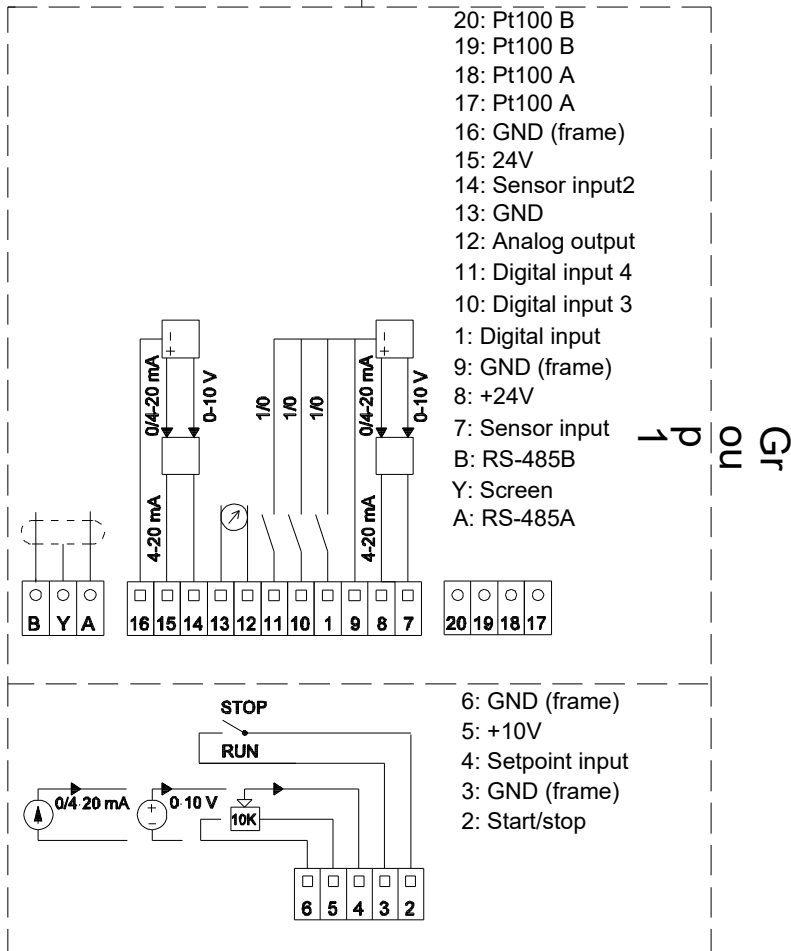 20: Pt100 B
19: Pt100 B
18: Pt100 A
17: Pt100 A
16: GND (frame)
15: 24V
14: Sensor input2
13: GND
12: Analog output
11: Digital input 4
10: Digital input 3
1: Digital input
9: GND (frame)
8: +24V
7: Sensor input
B: RS-485B
Y: Screen
A: RS-485A
Gr
ou
p
1
- +
0/4-20 mA
0-10 V
1/0
1/0
1/0
- +
0/4-20 mA
0-10 V
4-20 mA
4-20 mA
B Y A
16 15 14 13 12 11 10 1 9 8 7
20 19 18 17
STOP
RUN
0/4 20 mA
+ -
0 10 V
10K
6 5 4 3 2
6: GND (frame)
5: +10V
4: Setpoint input
3: GND (frame)
2: Start/stop